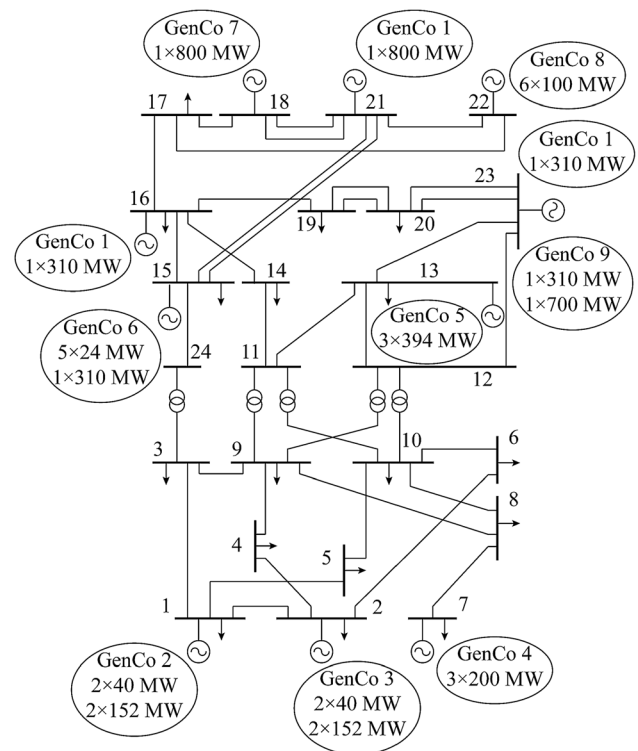 GenCo 7
1×800 MW
GenCo 1
1×800 MW
GenCo 8
6×100 MW
17
18
21
22
GenCo 1
1×310 MW
23
16
19
20
GenCo 1
1×310 MW
GenCo 9
1×310 MW
1×700 MW
15
14
13
GenCo 6
5×24 MW
1×310 MW
GenCo 5
3×394 MW
24
11
12
3
9
10
6
8
4
5
1
2
7
GenCo 2
2×40 MW
2×152 MW
GenCo 3
2×40 MW
2×152 MW
GenCo 4
3×200 MW